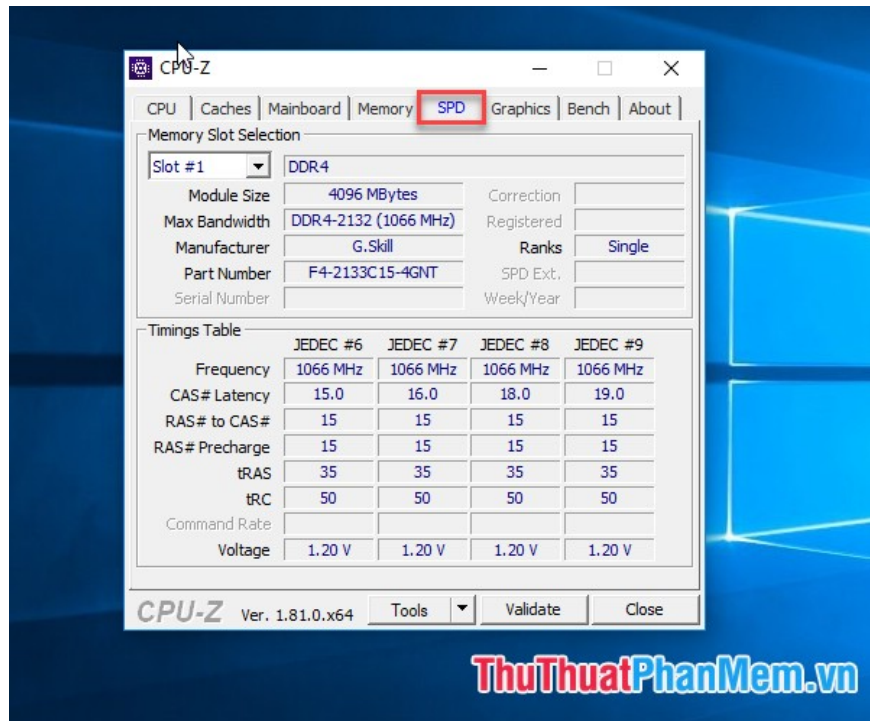 CPU-Z
CPU Caches Mainboard Memory SPD Graphics Bench About
Memory Slot Selection
Slot #1 DDR4
Module Size 4096 MBytes Correction
Max Bandwidth DDR4-2132 (1066 MHz) Registered
Manufacturer G.Skill Ranks Single
Part Number F4-2133C15-4GNT SPD Ext.
Serial Number Week/Year
Timings Table
JEDEC #6 JEDEC #7 JEDEC #8 JEDEC #9
Frequency 1066 MHz 1066 MHz 1066 MHz 1066 MHz
CAS# Latency 15.0 16.0 18.0 19.0
RAS# to CAS# 15 15 15 15
RAS# Precharge 15 15 15 15
tRAS 35 35 35 35
tRC 50 50 50 50
Command Rate
Voltage 1.20 V 1.20 V 1.20 V 1.20 V
CPU-Z Ver. 1.81.0.x64 Tools Validate Close
ThuThuatPhanMem.vn